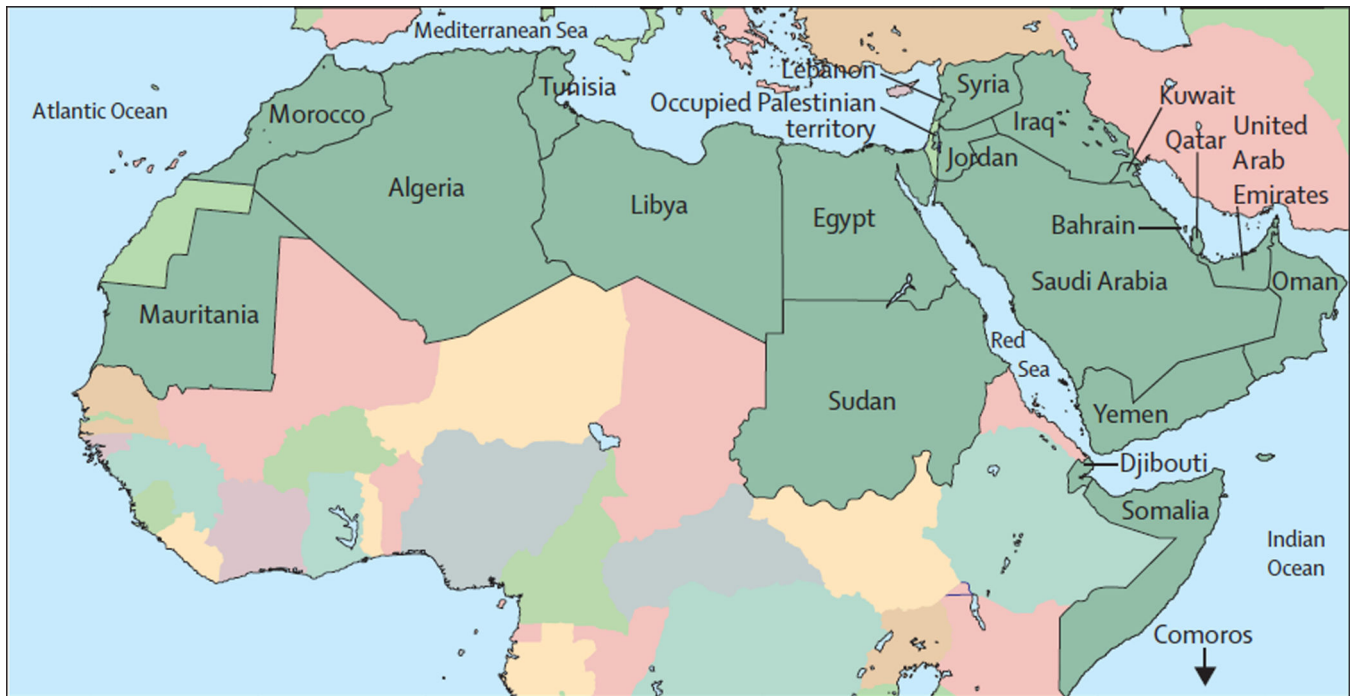 Mediterranean Sea
Atlantic Ocean
Morocco
Tunisia
Lebanon
Syria
Occupied Palestinian
territory
Iraq
Jordan
Kuwait
Qatar
United
Arab
Emirates
Algeria
Libya
Egypt
Bahrain
Saudi Arabia
Oman
Mauritania
Red
Sea
Sudan
Yemen
Djibouti
Somalia
Indian
Ocean
Comoros